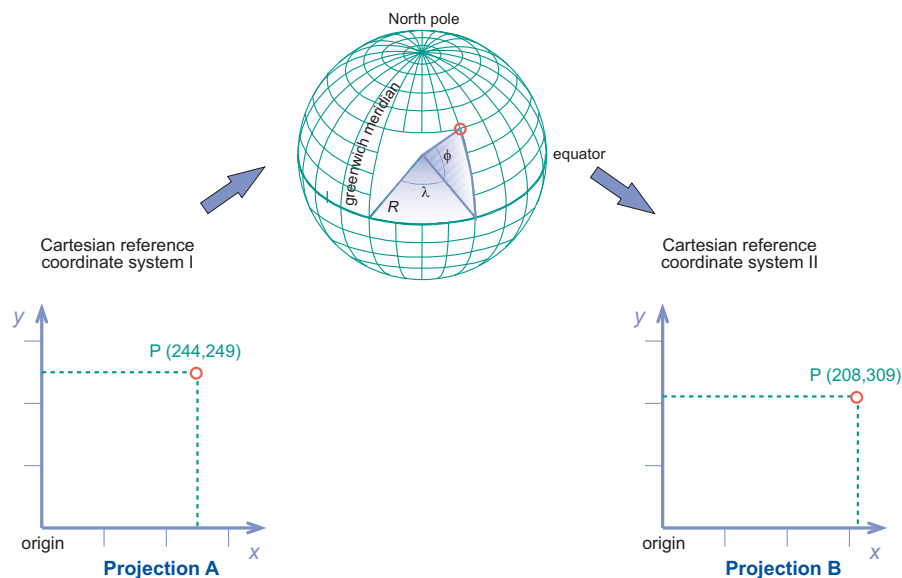 North pole
greenwich meridian
equator
ϕ
λ
R
Cartesian reference
coordinate system I
Cartesian reference
coordinate system II
y
P (244,249)
origin
x
Projection A
y
P (208,309)
origin
x
Projection B